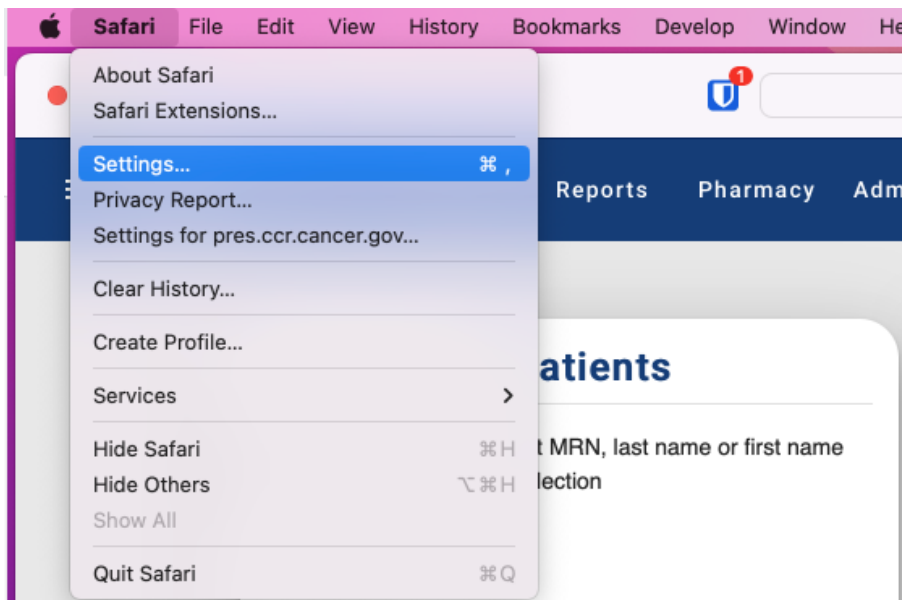 Safari File Edit View History Bookmarks Develop Window He
About Safari
Safari Extensions...
1
Settings... ⌘ ,
Reports Pharmacy Adm
Privacy Report...
Settings for pres.ccr.cancer.gov...
Clear History...
Create Profile...
atients
Services
Hide Safari ⌘H
t MRN, last name or first name
Hide Others ⌥⌘H
lection
Show All
Quit Safari ⌘Q